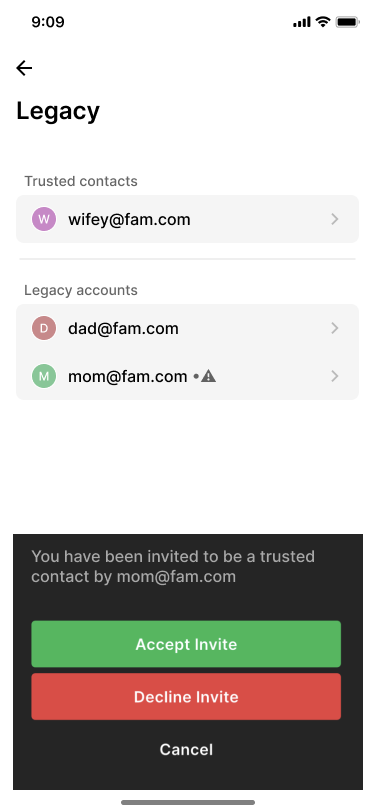 9:09
Legacy
Trusted contacts
W wifey@fam.com
Legacy accounts
D dad@fam.com
M mom@fam.com •
You have been invited to be a trusted
contact by mom@fam.com
Accept Invite
Decline Invite
Cancel